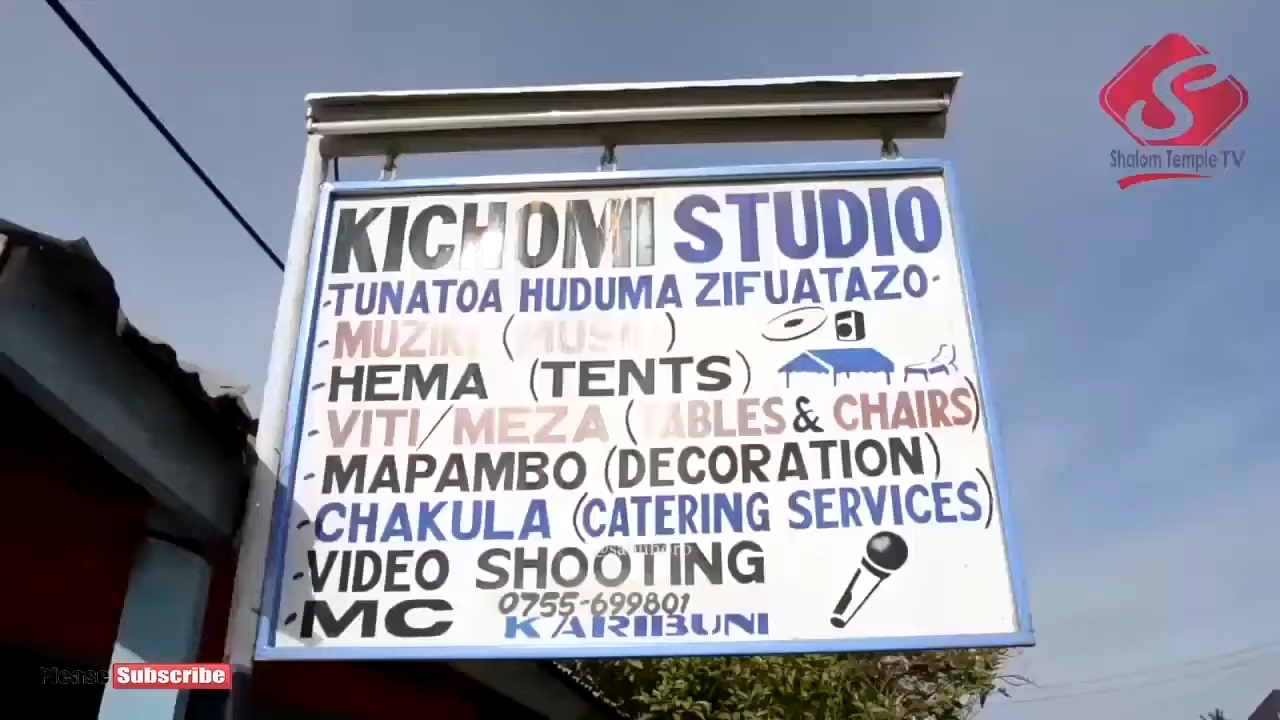 Shalom Temple TV
KICHOMI STUDIO
-TUNATOA HUDUMA ZIFUATAZO-
-MUZIKI (MUSIC)
-HEMA (TENTS)
-VITI/MEZA (TABLES & CHAIRS)
-MAPAMBO (DECORATION)
-CHAKULA (CATERING SERVICES)
-VIDEO SHOOTING
-MC 0755-699801
KARIBUNI
Please Subscribe